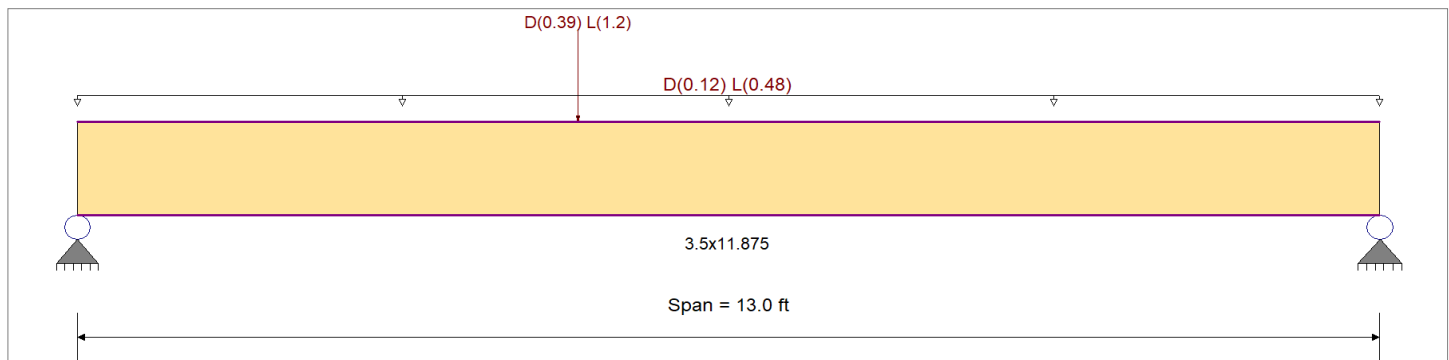 D(0.39) L(1.2)
D(0.12) L(0.48)
3.5x11.875
Span = 13.0 ft